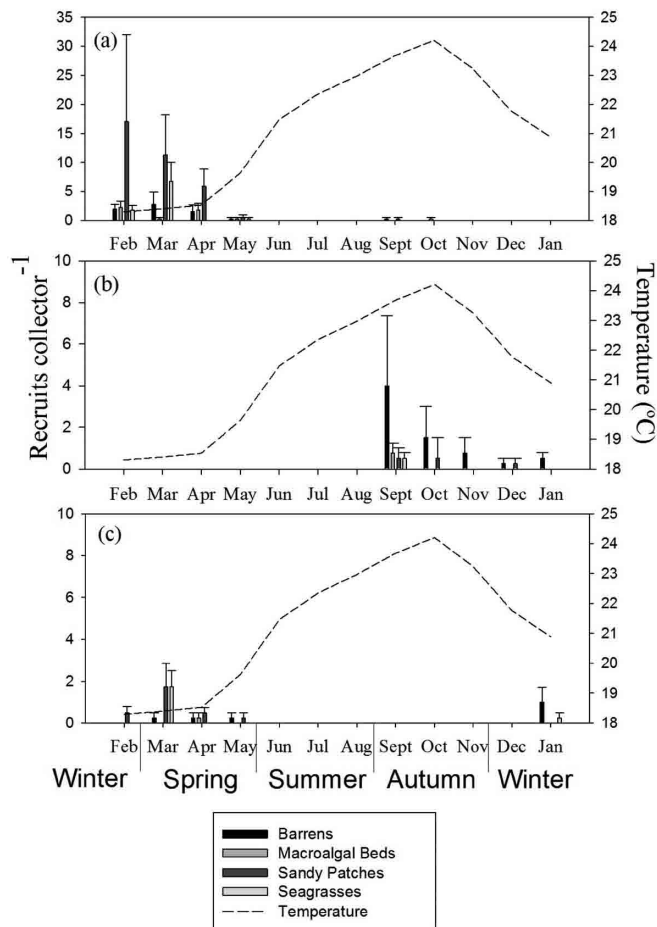 35 (a) 25
30 24
25 23
20 22
15 21
10 20
5 19
0 18
Feb Mar Apr May Jun Jul Aug Sept Oct Nov Dec Jan
Recruits collector⁻¹
Temperature (°C)
10 (b) 25
24
8 23
6 22
21
4 20
2 19
0 18
Feb Mar Apr May Jun Jul Aug Sept Oct Nov Dec Jan
10 (c) 25
24
8 23
6 22
21
4 20
2 19
0 18
Feb Mar Apr May Jun Jul Aug Sept Oct Nov Dec Jan
Winter Spring Summer Autumn Winter
Barrens
Macroalgal Beds
Sandy Patches
Seagrasses
Temperature